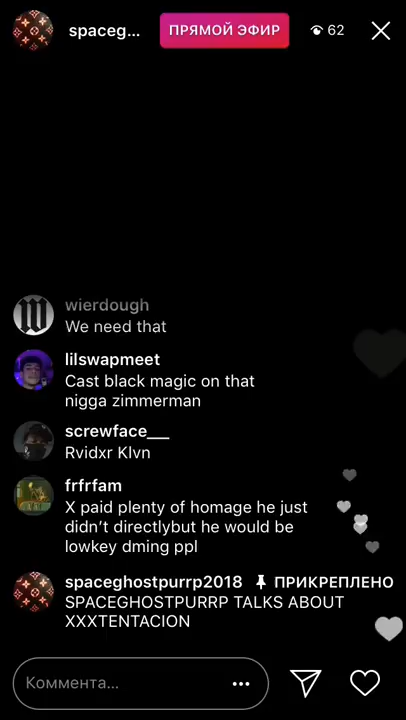 spaceg...
ПРЯМОЙ ЭФИР
62
wierdough
We need that
lilswapmeet
Cast black magic on that
nigga zimmerman
screwface___
Rvidxr Klvn
frfrfam
X paid plenty of homage he just
didn't directlybut he would be
lowkey dming ppl
spaceghostpurrp2018 ПРИКРЕПЛЕНО
SPACEGHOSTPURRP TALKS ABOUT
XXXTENTACION
Коммента...